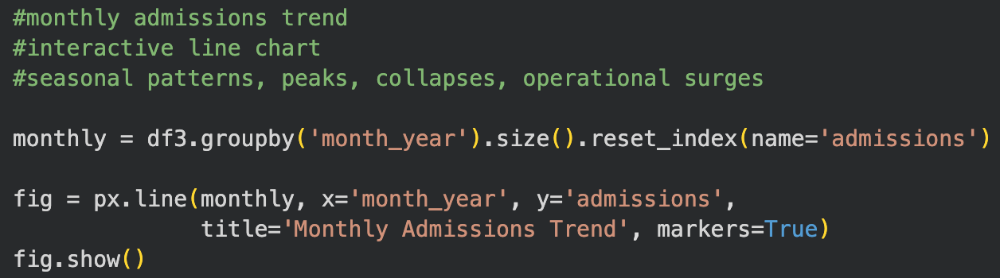 #monthly admissions trend
#interactive line chart
#seasonal patterns, peaks, collapses, operational surges
monthly = df3.groupby('month_year').size().reset_index(name='admissions')
fig = px.line(monthly, x='month_year', y='admissions',
              title='Monthly Admissions Trend', markers=True)
fig.show()